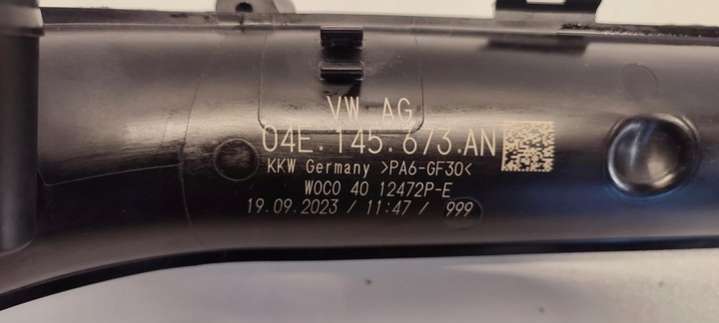 VW AG
04E.145.673.AN
KKW Germany >PA6-GF30<
WOCO 40 12472P-E
19.09.2023 / 11:47 / 999